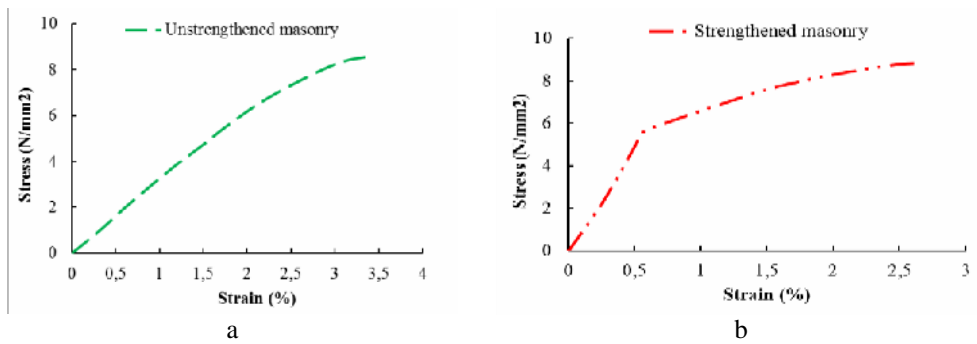 Unstrengthened masonry
Stress (N/mm2)
10
8
6
4
2
0
0 0,5 1 1,5 2 2,5 3 3,5 4
Strain (%)
a
Strengthened masonry
Stress (N/mm2)
10
8
6
4
2
0
0 0,5 1 1,5 2 2,5 3
Strain (%)
b